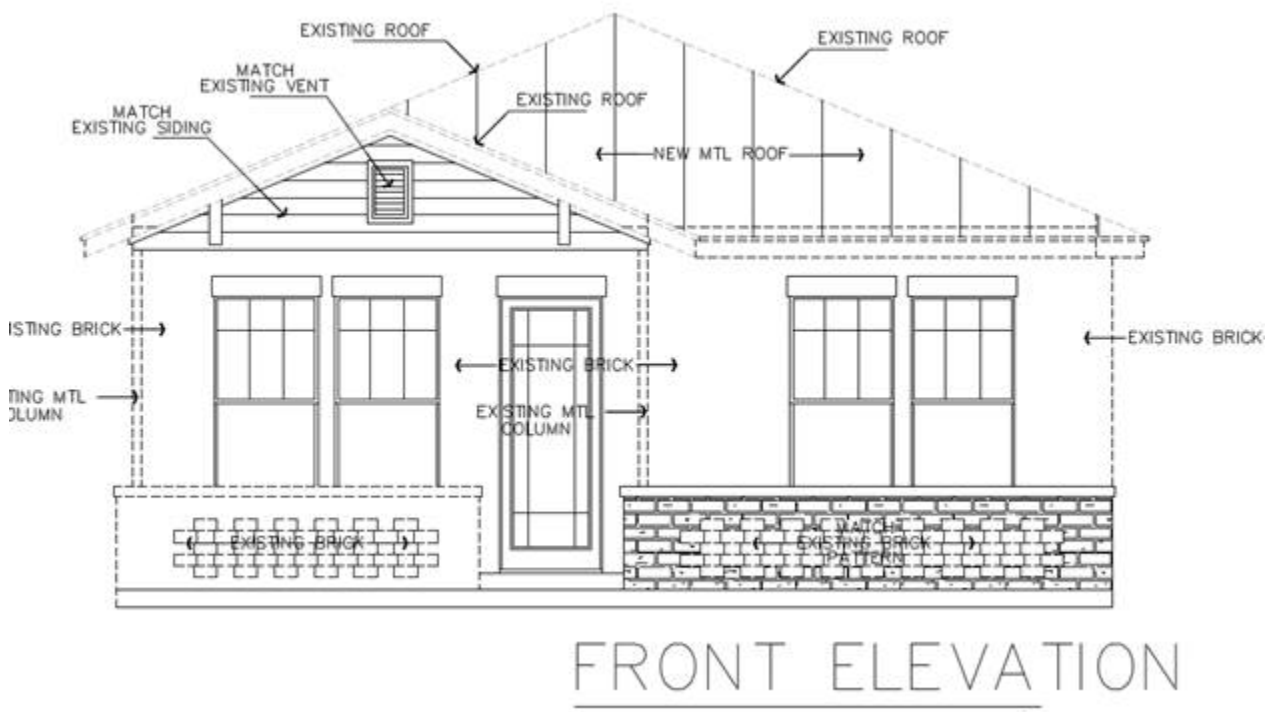 EXISTING ROOF
EXISTING ROOF
MATCH
EXISTING VENT
EXISTING ROOF
MATCH
EXISTING SIDING
NEW MTL ROOF
ISTING BRICK
EXISTING BRICK
EXISTING BRICK
TING MTL
OLUMN
EXISTING MTL
COLUMN
EXISTING BRICK
MATCH
EXISTING BRICK
PATTERN
FRONT ELEVATION